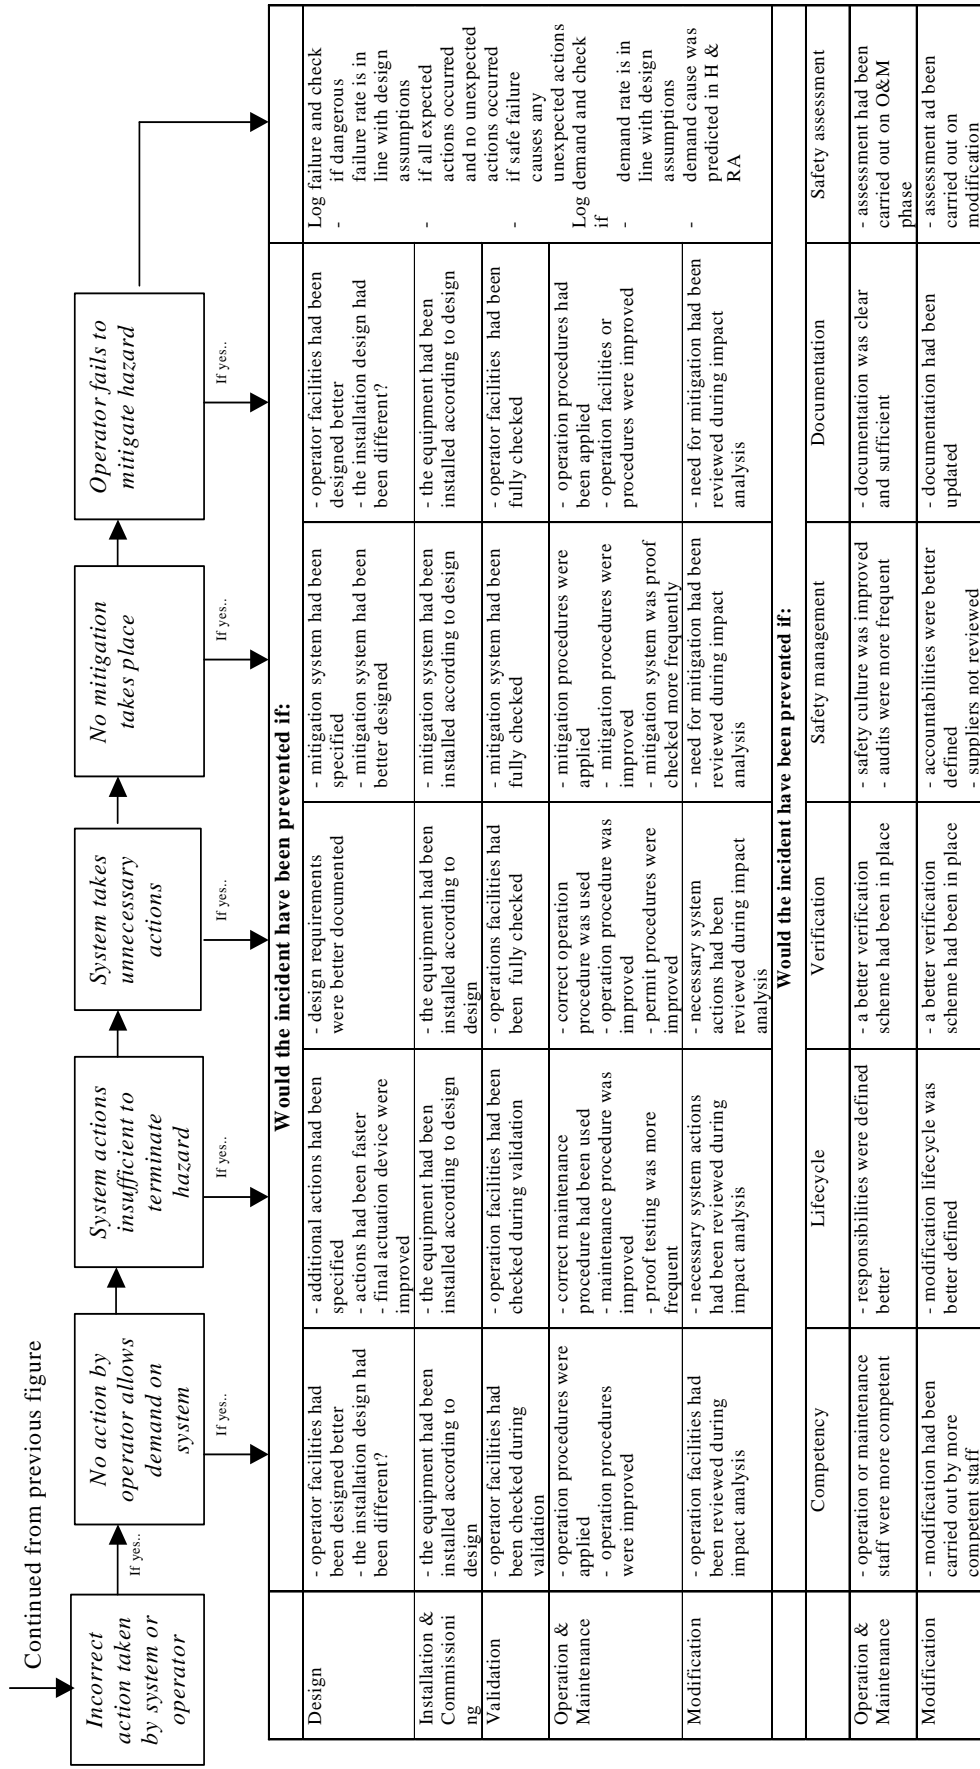 Continued from previous figure
Incorrect
action taken
by system or
operator
If yes..
No action by
operator allows
demand on
system
If yes..
System actions
insufficient to
terminate
hazard
If yes..
System takes
unnecessary
actions
If yes..
No mitigation
takes place
If yes..
Operator fails to
mitigate hazard
If yes..
Would the incident have been prevented if:
Design
- operator facilities had
been designed better
- the installation design had
been different?
- additional actions had been
specified
- actions had been faster
- final actuation device were
improved
- design requirements
were better documented
- mitigation system had been
specified
- mitigation system had been
better designed
- operator facilities had been
designed better
- the installation design had
been different?
Log failure and check
- if dangerous
failure rate is in
line with design
assumptions
- if all expected
actions occurred
and no unexpected
actions occurred
- if safe failure
causes any
unexpected actions
Log demand and check
if
- demand rate is in
line with design
assumptions
- demand cause was
predicted in H &
RA
Installation &
Commissioni
ng
- the equipment had been
installed according to
design
- the equipment had been
installed according to design
- the equipment had been
installed according to
design
- mitigation system had been
installed according to design
- the equipment had been
installed according to design
Validation
- operator facilities had
been checked during
validation
- operation facilities had been
checked during validation
- operations facilities had
been fully checked
- mitigation system had been
fully checked
- operator facilities had been
fully checked
Operation &
Maintenance
- operation procedures were
applied
- operation procedures
were improved
- correct maintenance
procedure had been used
- maintenance procedure was
improved
- proof testing was more
frequent
- correct operation
procedure was used
- operation procedure was
improved
- permit procedures were
improved
- mitigation procedures were
applied
- mitigation procedures were
improved
- mitigation system was proof
checked more frequently
- operation procedures had
been applied
- operation facilities or
procedures were improved
Modification
- operation facilities had
been reviewed during
impact analysis
- necessary system actions
had been reviewed during
impact analysis
- necessary system
actions had been
reviewed during impact
analysis
- need for mitigation had been
reviewed during impact
analysis
- need for mitigation had been
reviewed during impact
analysis
Would the incident have been prevented if:
Competency
Lifecycle
Verification
Safety management
Documentation
Safety assessment
Operation &
Maintenance
- operation or maintenance
staff were more competent
- responsibilities were defined
better
- a better verification
scheme had been in place
- safety culture was improved
- audits were more frequent
- documentation was clear
and sufficient
- assessment had been
carried out on O&M
phase
Modification
- modification had been
carried out by more
competent staff
- modification lifecycle was
better defined
- a better verification
scheme had been in place
- accountabilities were better
defined
- suppliers not reviewed
- documentation had been
updated
- assessment ad been
carried out on
modification